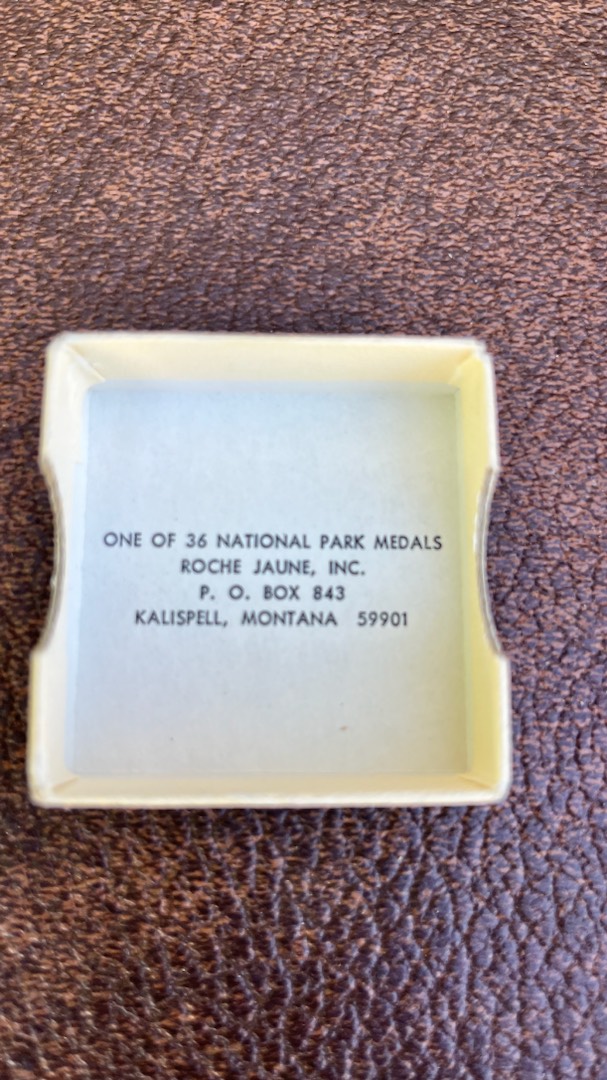 ONE OF 36 NATIONAL PARK MEDALS
ROCHE JAUNE, INC.
P. O. BOX 843
KALISPELL, MONTANA 59901